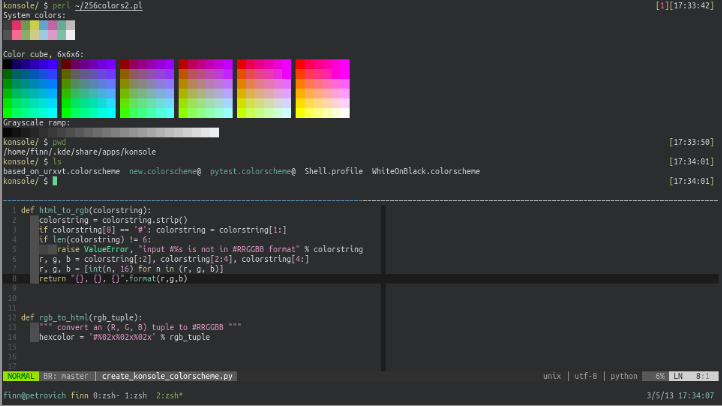 konsole/ $ perl ~/256colors2.pl [1][17:33:42]
System colors:
Color cube, 6x6x6:
Grayscale ramp:
konsole/ $ pwd [17:33:50]
/home/finn/.kde/share/apps/konsole
konsole/ $ ls [17:34:01]
based_on_urxvt.colorscheme new.colorscheme@ pytest.colorscheme@ Shell.profile WhiteOnBlack.colorscheme
konsole/ $ [17:34:01]
1 def html_to_rgb(colorstring):
2 colorstring = colorstring.strip()
3 if colorstring[0] == '#': colorstring = colorstring[1:]
4 if len(colorstring) != 6:
5 raise ValueError, "input #%s is not in #RRGGBB format" % colorstring
6 r, g, b = colorstring[:2], colorstring[2:4], colorstring[4:]
7 r, g, b = [int(n, 16) for n in (r, g, b)]
8 return "{}, {}, {}".format(r,g,b)
9
10
11
12 def rgb_to_html(rgb_tuple):
13 """ convert an (R, G, B) tuple to #RRGGBB """
14 hexcolor = '#%02x%02x%02x' % rgb_tuple
15
16
17
NORMAL BR: master | create_konsole_colorscheme.py unix | utf-8 | python 6% LN 8:1
finn@petrovich finn 0:zsh- 1:zsh 2:zsh* 3/5/13 17:34:07